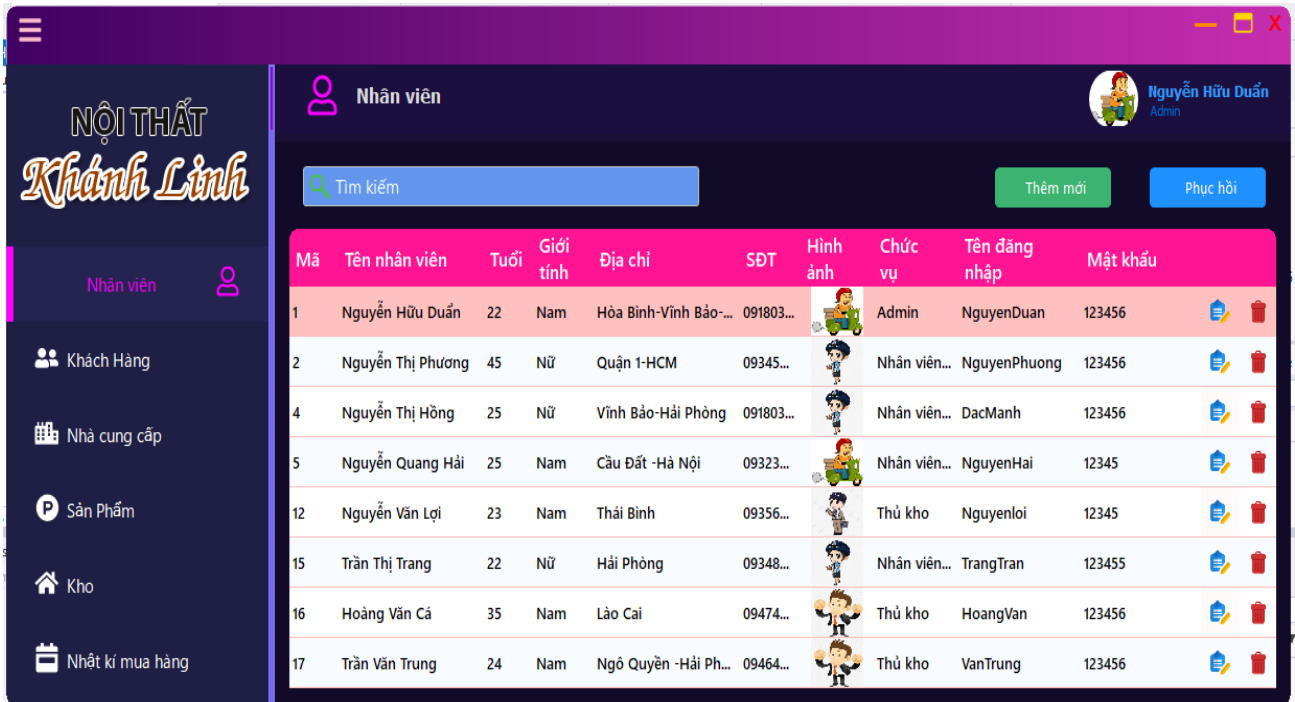 X
NỘI THẤT
Khánh Linh
Nhân viên
Nguyễn Hữu Duẩn
Admin
Tìm kiếm
Thêm mới
Phục hồi
Nhân viên
Khách Hàng
Nhà cung cấp
P Sản Phẩm
Kho
Nhật kí mua hàng
Mã Tên nhân viên Tuổi Giới tính Địa chỉ SĐT Hình ảnh Chức vụ Tên đăng nhập Mật khẩu
1 Nguyễn Hữu Duẩn 22 Nam Hòa Bình-Vĩnh Bảo-... 091803... Admin NguyenDuan 123456
2 Nguyễn Thị Phương 45 Nữ Quận 1-HCM 09345... Nhân viên... NguyenPhuong 123456
4 Nguyễn Thị Hồng 25 Nữ Vĩnh Bảo-Hải Phòng 091803... Nhân viên... DacManh 123456
5 Nguyễn Quang Hải 25 Nam Cầu Đất -Hà Nội 09323... Nhân viên... NguyenHai 12345
12 Nguyễn Văn Lợi 23 Nam Thái Bình 09356... Thủ kho Nguyenloi 12345
15 Trần Thị Trang 22 Nữ Hải Phòng 09348... Nhân viên... TrangTran 123455
16 Hoàng Văn Cá 35 Nam Lào Cai 09474... Thủ kho HoangVan 123456
17 Trần Văn Trung 24 Nam Ngô Quyền -Hải Ph... 09464... Thủ kho VanTrung 123456